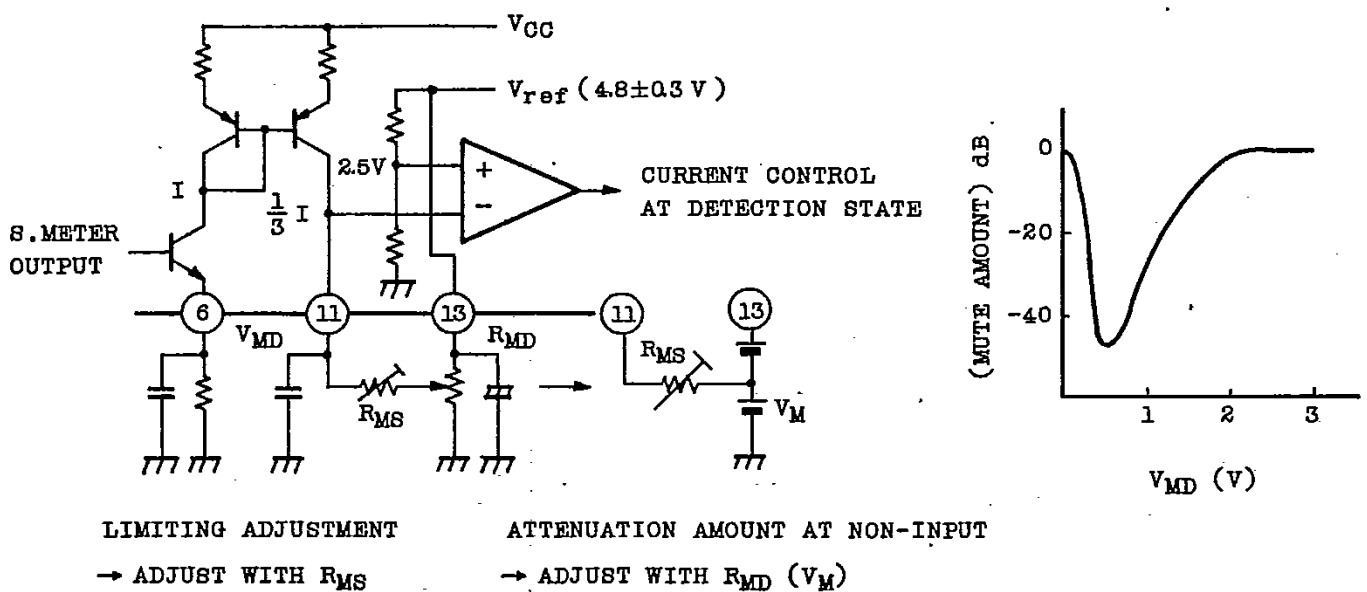 VCC
Vref (4.8±0.3 V)
2.5V
+
−
CURRENT CONTROL
AT DETECTION STATE
I
1/3 I
S.METER
OUTPUT
6
VMD
11
13
RMD
11
13
RMS
RMS
VM
LIMITING ADJUSTMENT
→ ADJUST WITH RMS
ATTENUATION AMOUNT AT NON-INPUT
→ ADJUST WITH RMD (VM)
(MUTE AMOUNT) dB
0
-20
-40
1
2
3
VMD (V)